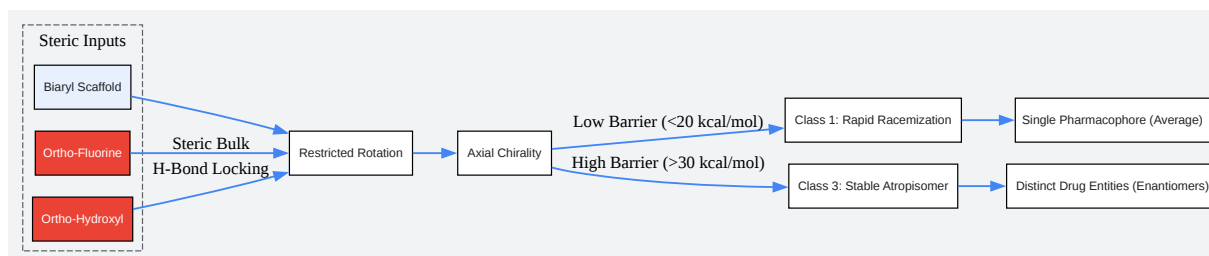 Steric Inputs
Biaryl Scaffold
Ortho-Fluorine
Ortho-Hydroxyl
Steric Bulk
H-Bond Locking
Restricted Rotation
Axial Chirality
Low Barrier (<20 kcal/mol)
High Barrier (>30 kcal/mol)
Class 1: Rapid Racemization
Single Pharmacophore (Average)
Class 3: Stable Atropisomer
Distinct Drug Entities (Enantiomers)